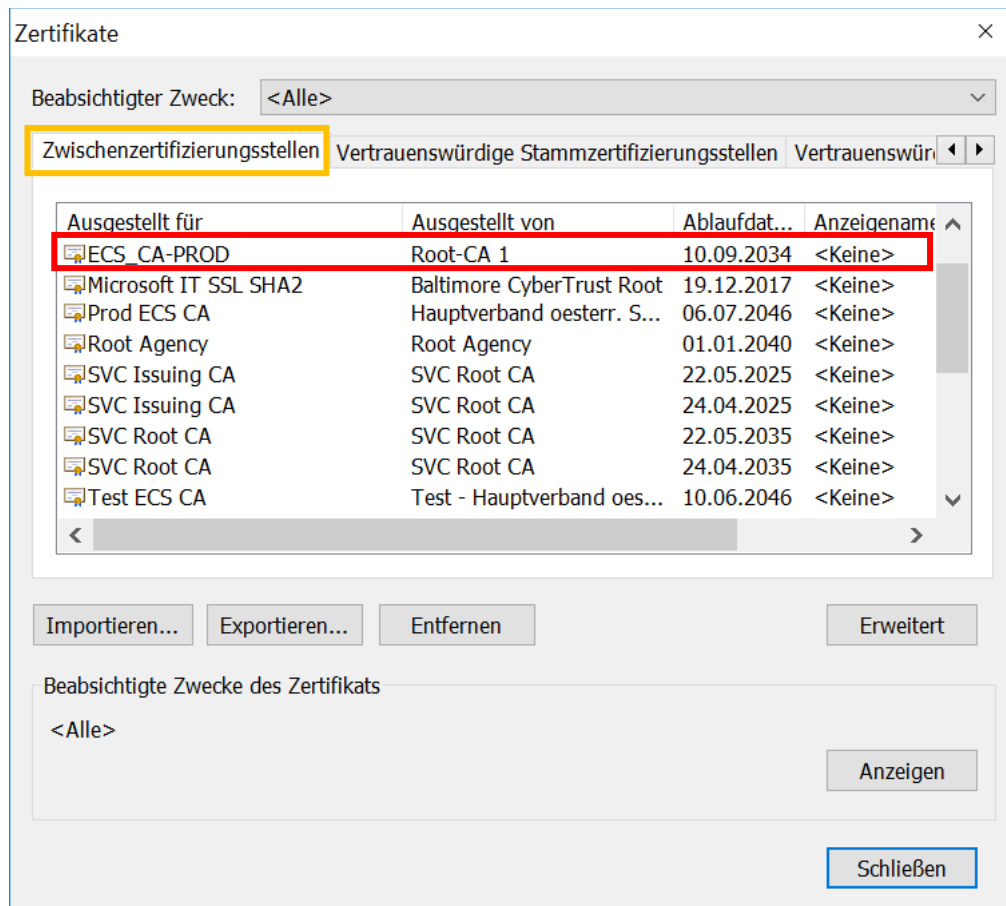 Zertifikate
Beabsichtigter Zweck: <Alle>
Zwischenzertifizierungsstellen Vertrauenswürdige Stammzertifizierungsstellen Vertrauenswür
Ausgestellt für Ausgestellt von Ablaufdat... Anzeigename
ECS_CA-PROD Root-CA 1 10.09.2034 <Keine>
Microsoft IT SSL SHA2 Baltimore CyberTrust Root 19.12.2017 <Keine>
Prod ECS CA Hauptverband oesterr. S... 06.07.2046 <Keine>
Root Agency Root Agency 01.01.2040 <Keine>
SVC Issuing CA SVC Root CA 22.05.2025 <Keine>
SVC Issuing CA SVC Root CA 24.04.2025 <Keine>
SVC Root CA SVC Root CA 22.05.2035 <Keine>
SVC Root CA SVC Root CA 24.04.2035 <Keine>
Test ECS CA Test - Hauptverband oes... 10.06.2046 <Keine>
Importieren... Exportieren... Entfernen Erweitert
Beabsichtigte Zwecke des Zertifikats
<Alle>
Anzeigen
Schließen